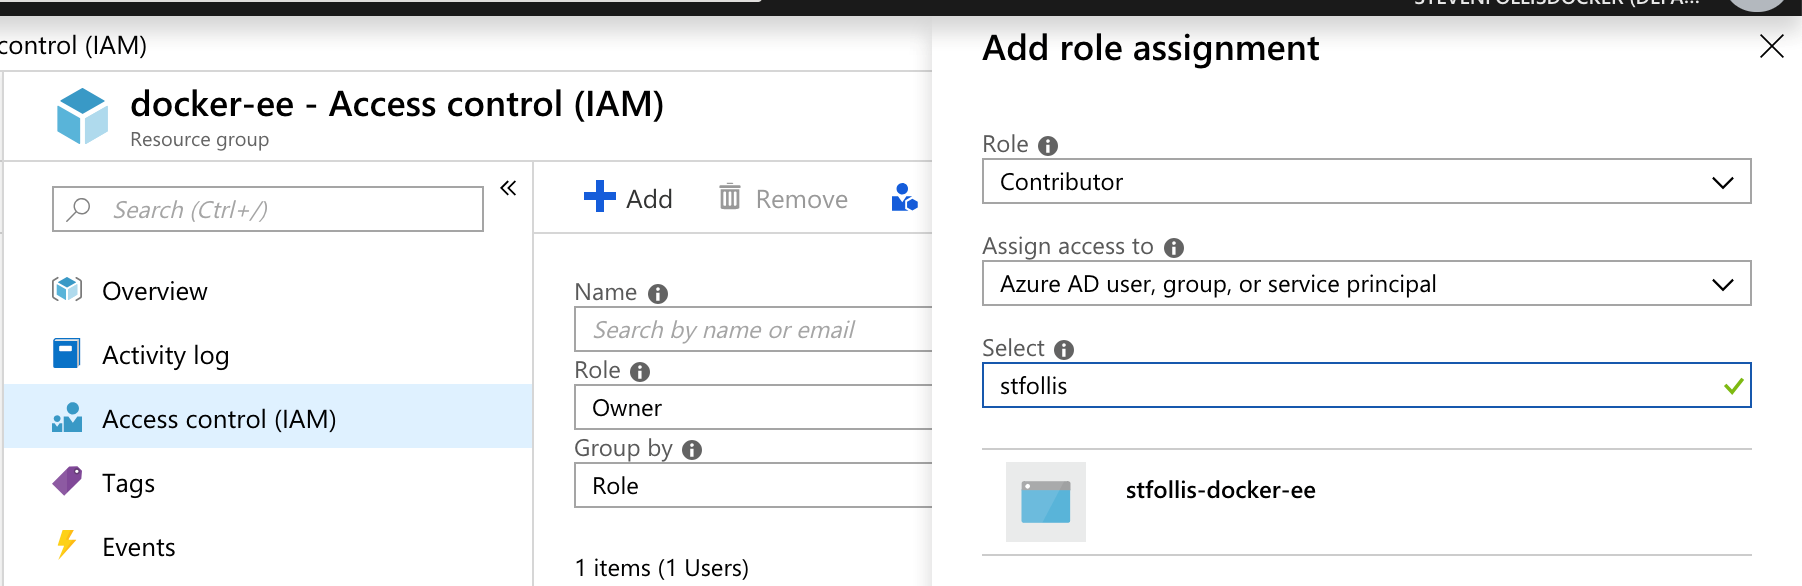 control (IAM)
docker-ee - Access control (IAM)
Resource group
Search (Ctrl+/)
«
Overview
Activity log
Access control (IAM)
Tags
Events
Add
Remove
Name
Search by name or email
Role
Owner
Group by
Role
1 items (1 Users)
Add role assignment
Role
Contributor
Assign access to
Azure AD user, group, or service principal
Select
stfollis
stfollis-docker-ee